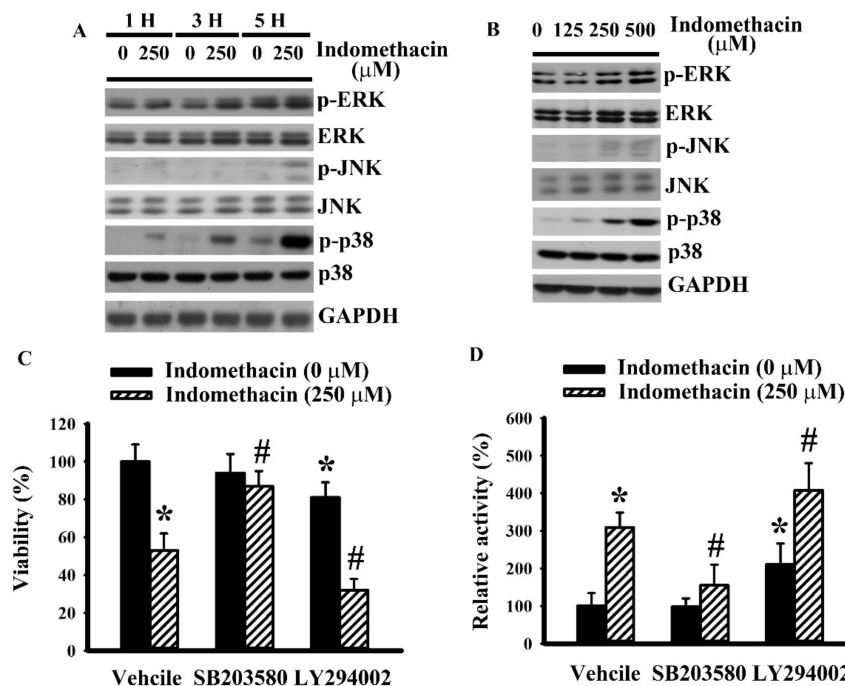 A
1 H 3 H 5 H
0 250 0 250 0 250 Indomethacin
(μM)
p-ERK
ERK
p-JNK
JNK
p-p38
p38
GAPDH
B
0 125 250 500 Indomethacin
(μM)
p-ERK
ERK
p-JNK
JNK
p-p38
p38
GAPDH
C
Indomethacin (0 μM)
Indomethacin (250 μM)
Viability (%)
120
100
80
60
40
20
0
*
#
*
#
Vehcile SB203580 LY294002
D
Indomethacin (0 μM)
Indomethacin (250 μM)
Relative activity (%)
600
500
400
300
200
100
0
*
#
*
#
Vehcile SB203580 LY294002